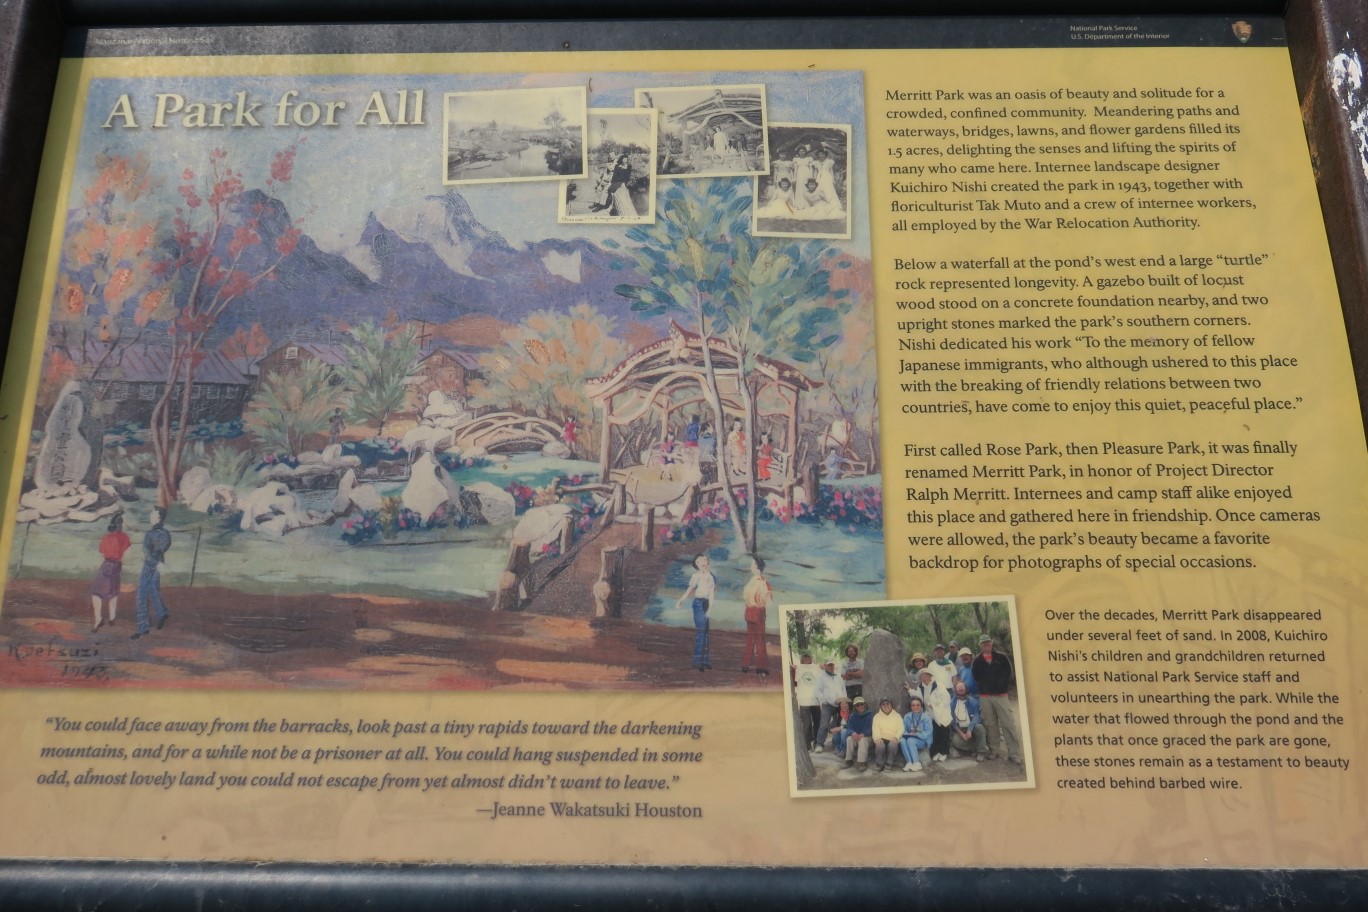 Manzanar National Historic Site
National Park Service
U.S. Department of the Interior
A Park for All
Merritt Park was an oasis of beauty and solitude for a
crowded, confined community. Meandering paths and
waterways, bridges, lawns, and flower gardens filled its
1.5 acres, delighting the senses and lifting the spirits of
many who came here. Internee landscape designer
Kuichiro Nishi created the park in 1943, together with
floriculturist Tak Muto and a crew of internee workers,
all employed by the War Relocation Authority.
Below a waterfall at the pond's west end a large "turtle"
rock represented longevity. A gazebo built of locust
wood stood on a concrete foundation nearby, and two
upright stones marked the park's southern corners.
Nishi dedicated his work "To the memory of fellow
Japanese immigrants, who although ushered to this place
with the breaking of friendly relations between two
countries, have come to enjoy this quiet, peaceful place."
First called Rose Park, then Pleasure Park, it was finally
renamed Merritt Park, in honor of Project Director
Ralph Merritt. Internees and camp staff alike enjoyed
this place and gathered here in friendship. Once cameras
were allowed, the park's beauty became a favorite
backdrop for photographs of special occasions.
1943
"You could face away from the barracks, look past a tiny rapids toward the darkening
mountains, and for a while not be a prisoner at all. You could hang suspended in some
odd, almost lovely land you could not escape from yet almost didn't want to leave."
—Jeanne Wakatsuki Houston
Over the decades, Merritt Park disappeared
under several feet of sand. In 2008, Kuichiro
Nishi's children and grandchildren returned
to assist National Park Service staff and
volunteers in unearthing the park. While the
water that flowed through the pond and the
plants that once graced the park are gone,
these stones remain as a testament to beauty
created behind barbed wire.